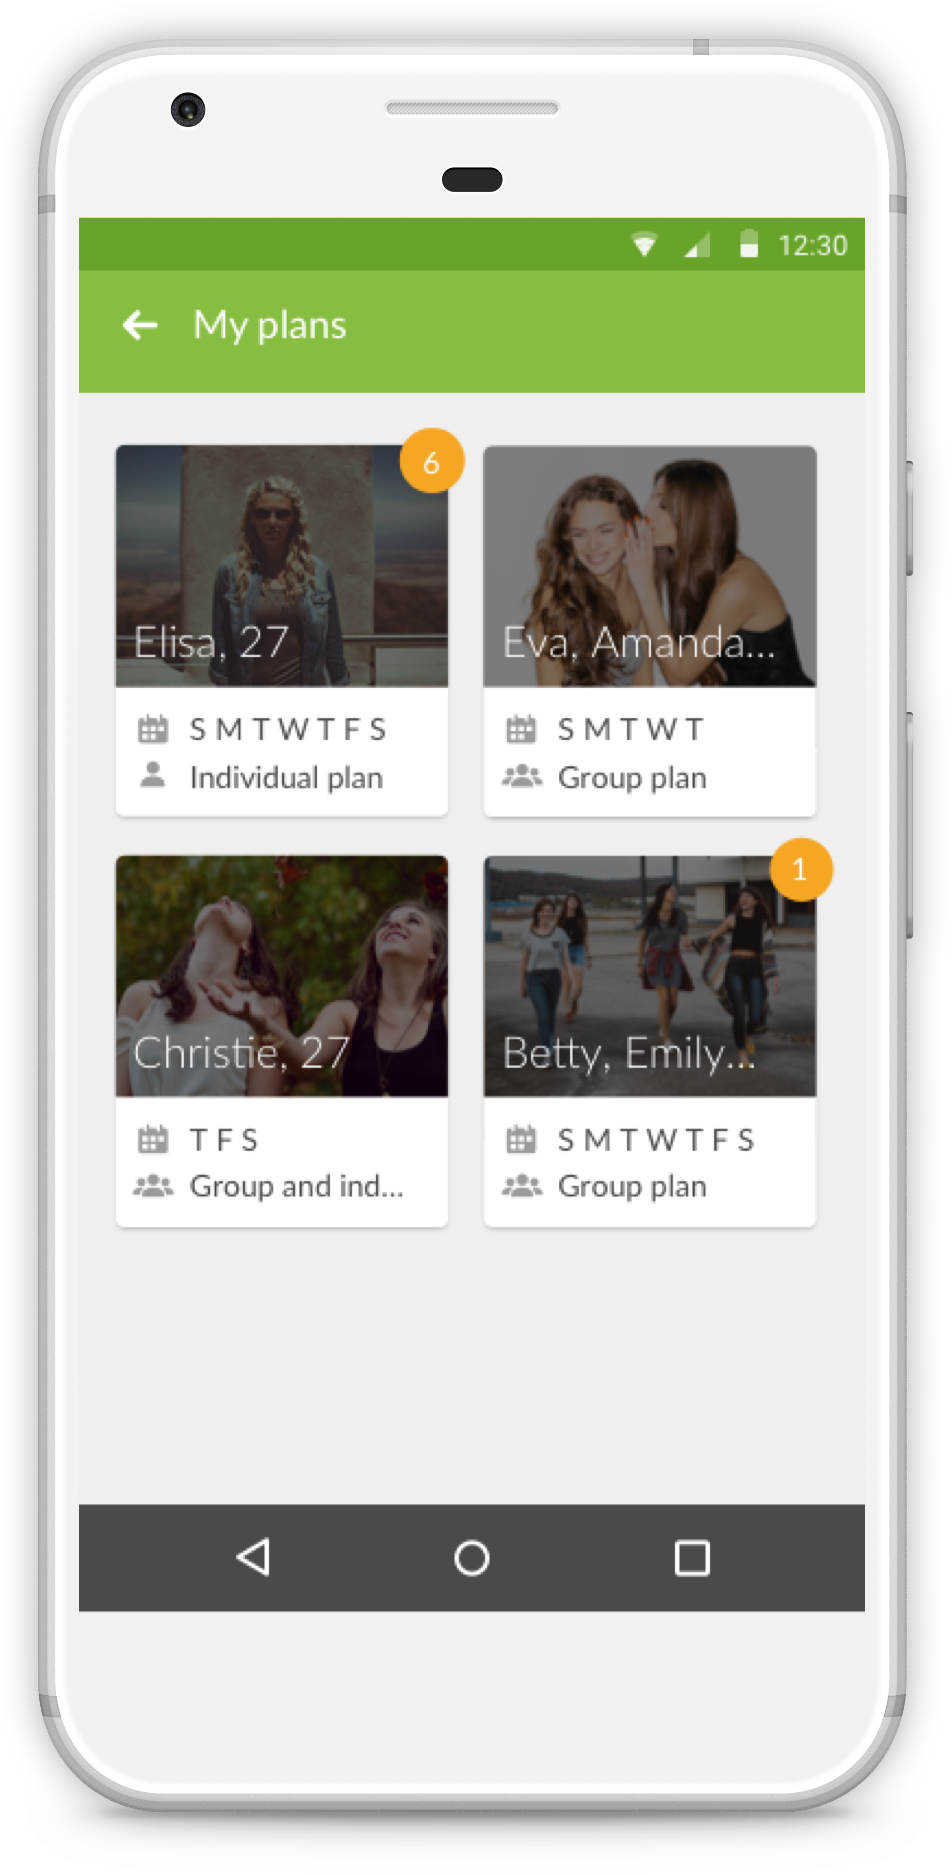 12:30
My plans
6
Elisa, 27
S M T W T F S
Individual plan
Eva, Amanda...
S M T W T
Group plan
Christie, 27
T F S
Group and ind...
1
Betty, Emily...
S M T W T F S
Group plan